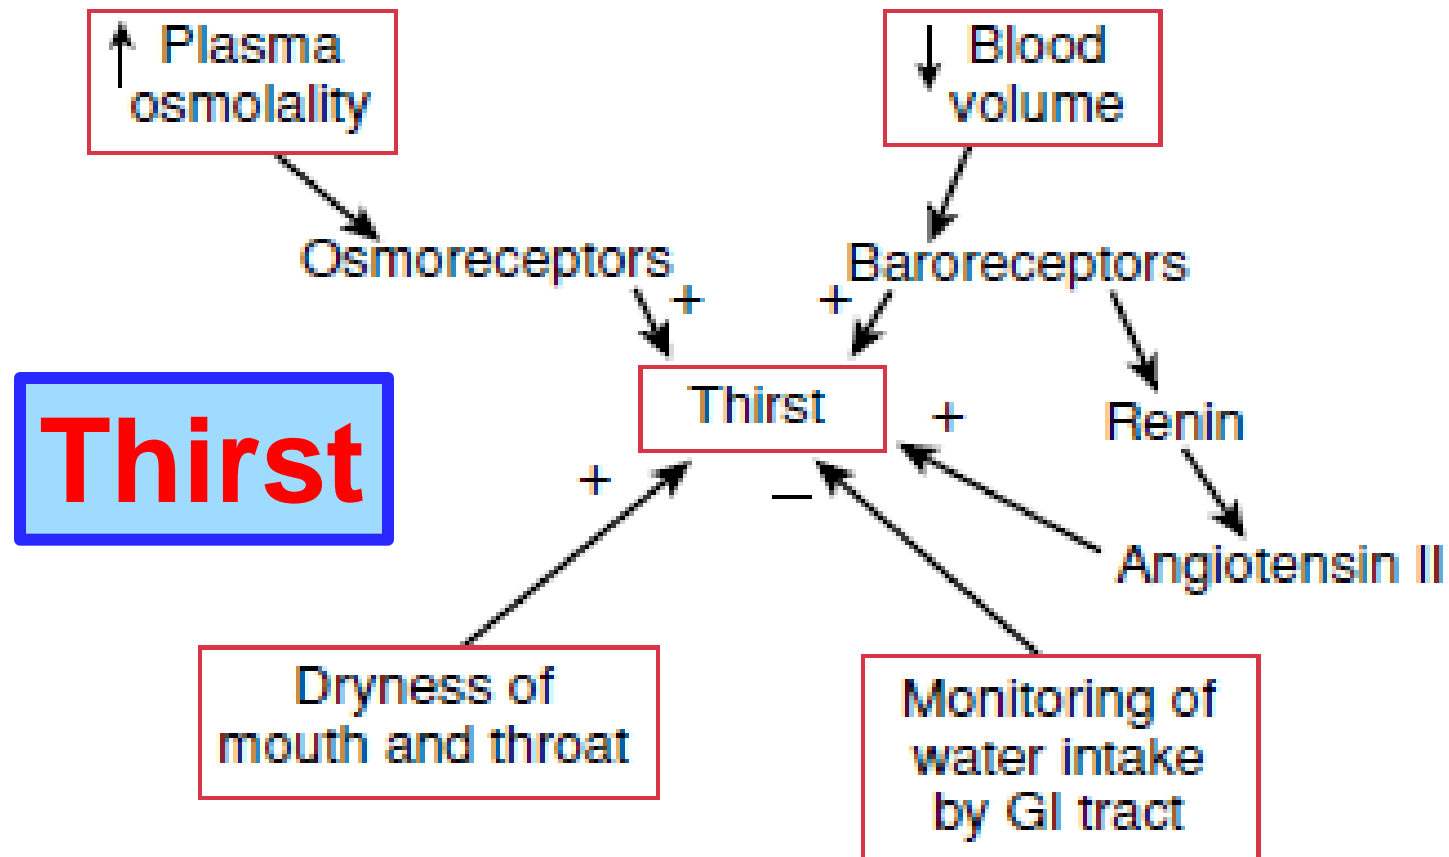 ↑ Plasma
osmolality
↓ Blood
volume
Osmoreceptors
Baroreceptors
+
+
Thirst
Thirst
+
Renin
+
–
Angiotensin II
Dryness of
mouth and throat
Monitoring of
water intake
by GI tract